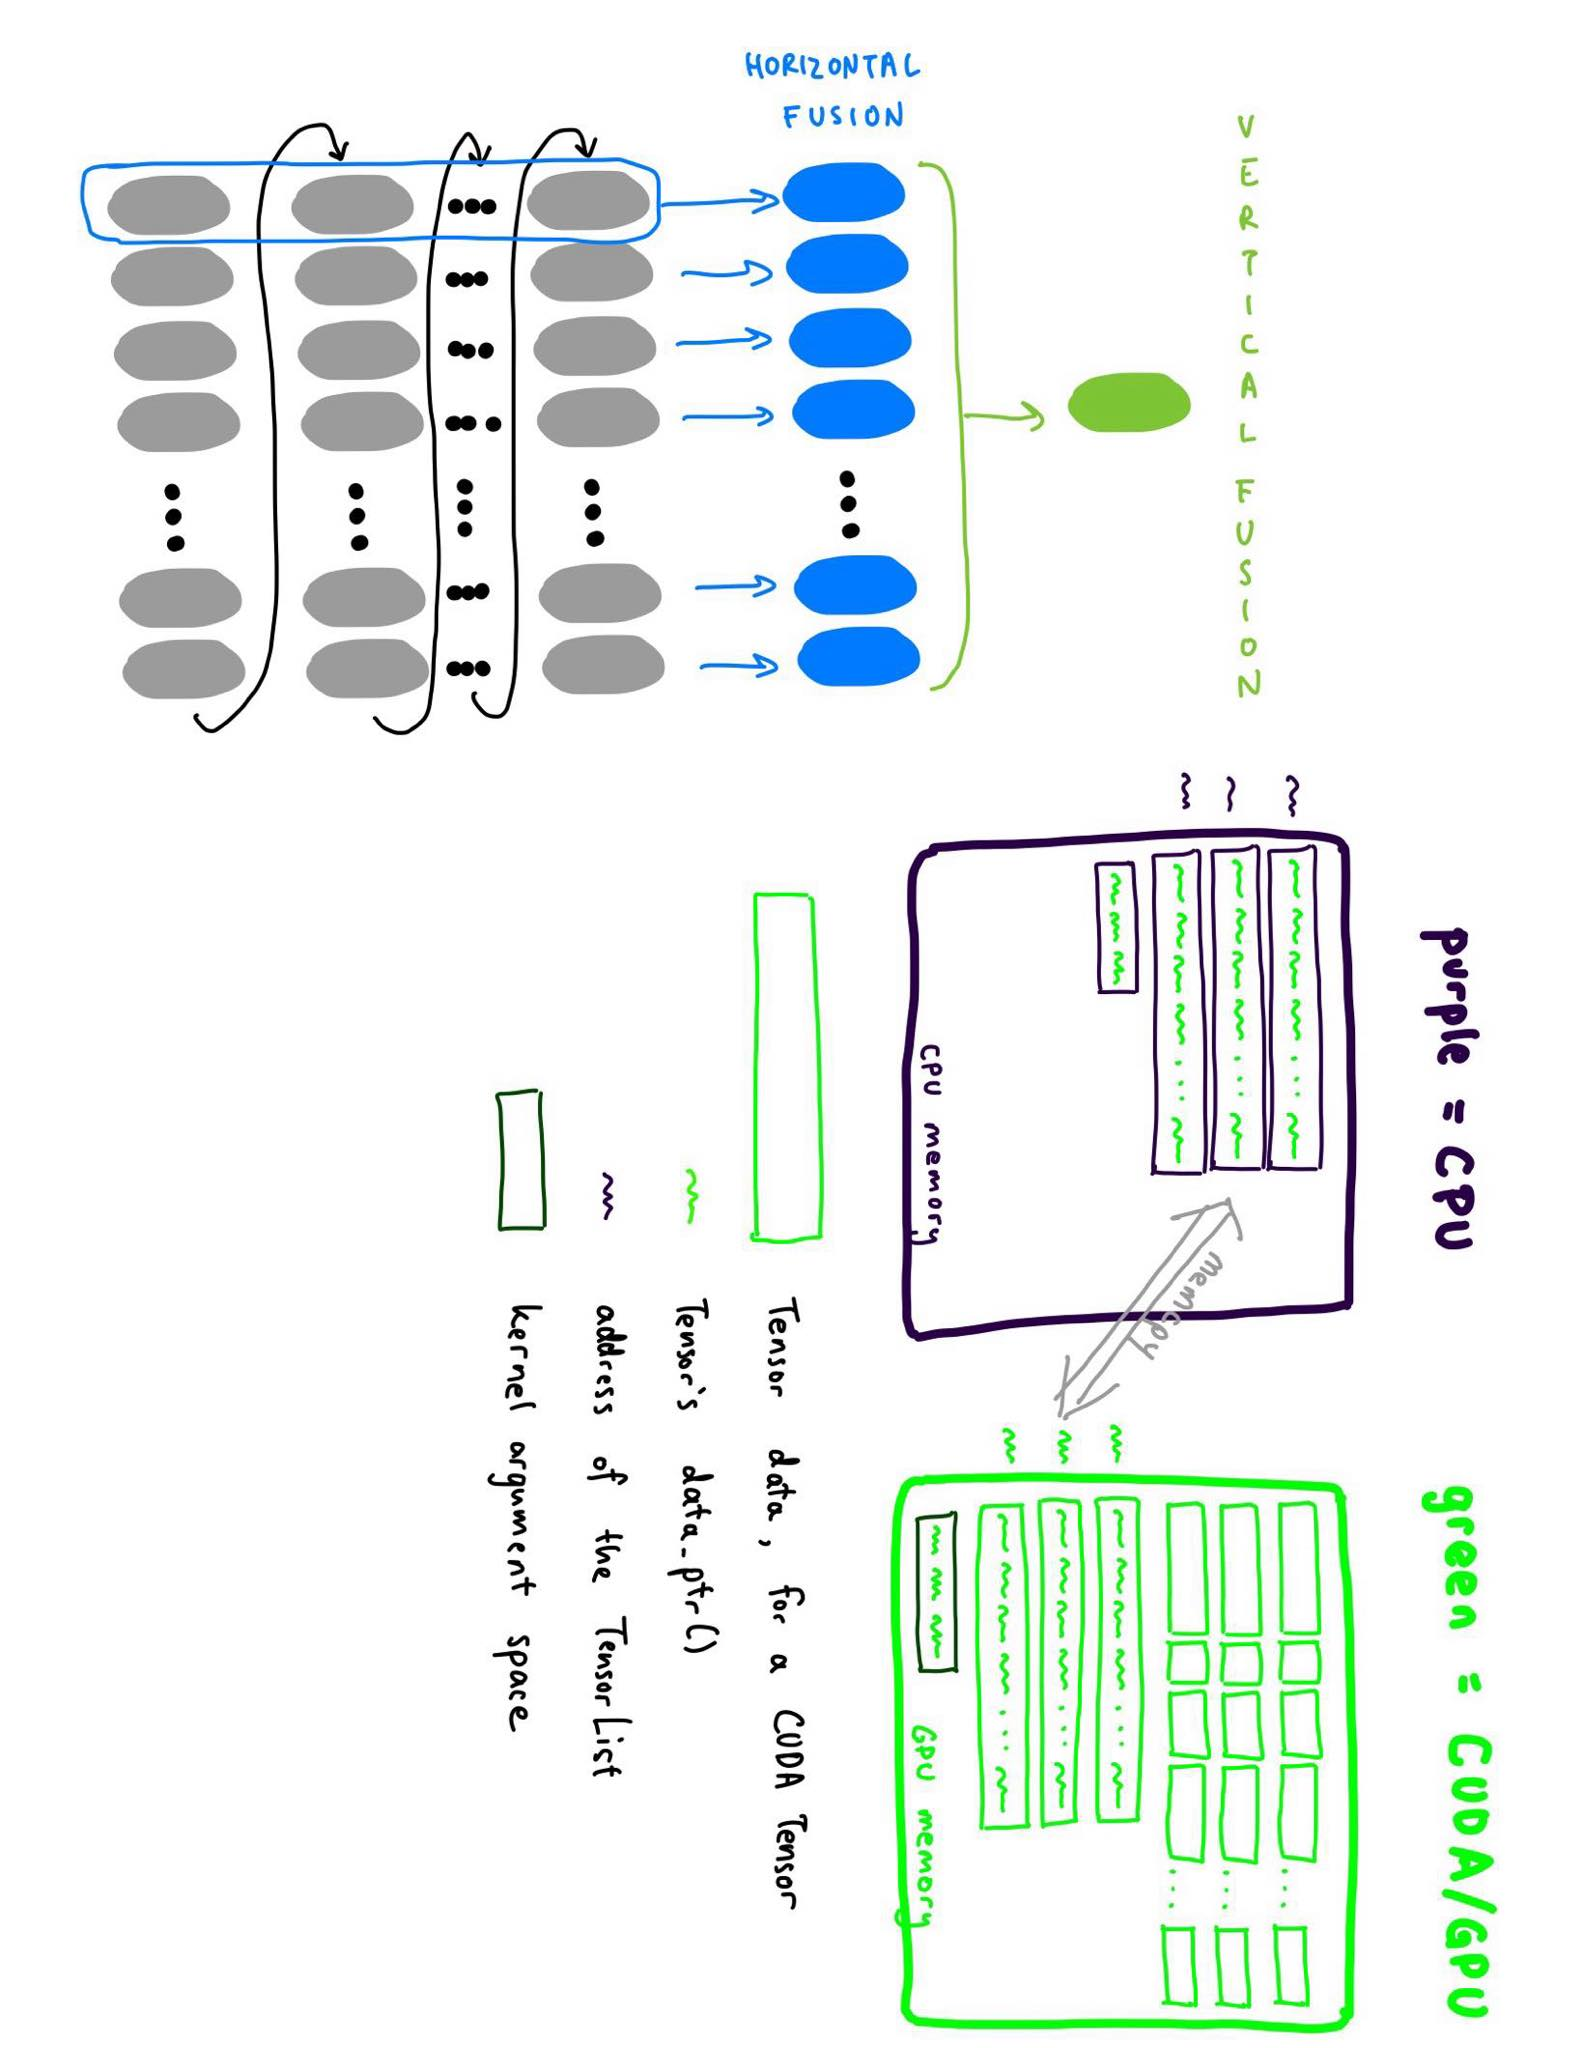 HORIZONTAL
FUSION
VERTICAL FUSION
purple = CPU
green = CUDA/GPU
CPU memory
memcpy
GPU memory
Tensor data, for a CUDA Tensor
Tensor's data_ptr()
address of the TensorList
kernel argument space